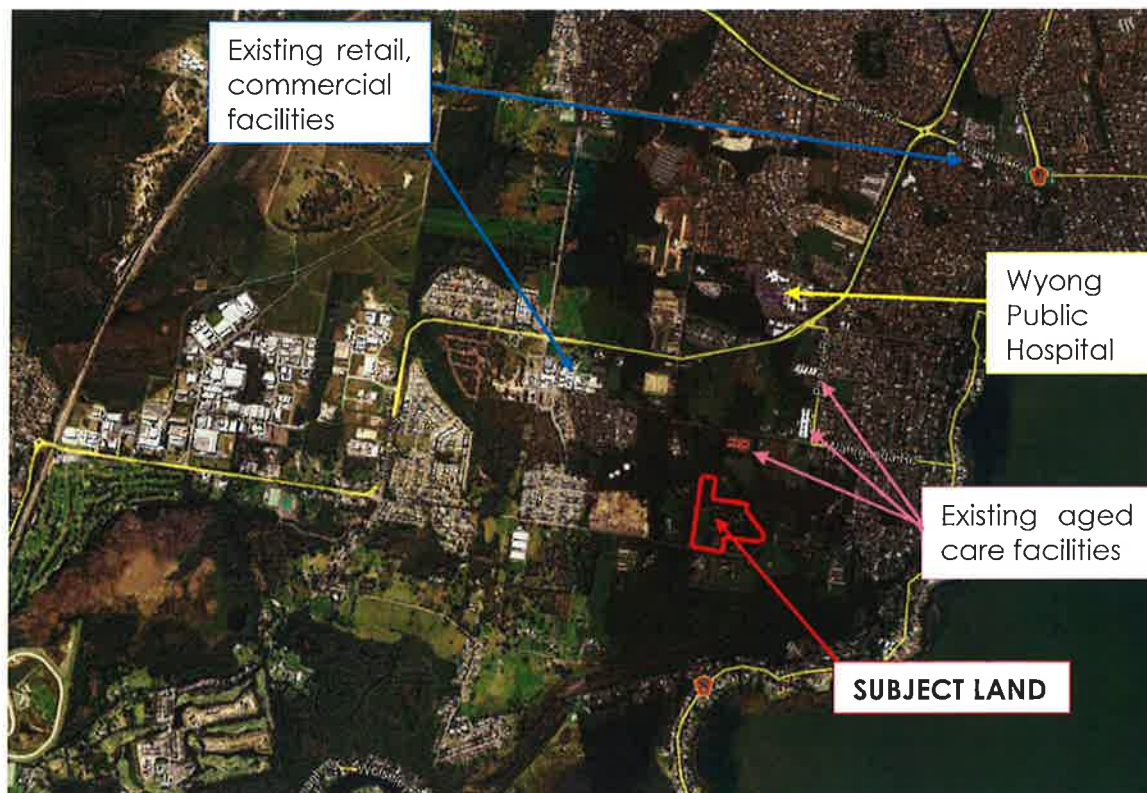 Existing retail,
commercial
facilities
Wyong
Public
Hospital
Existing aged
care facilities
SUBJECT LAND